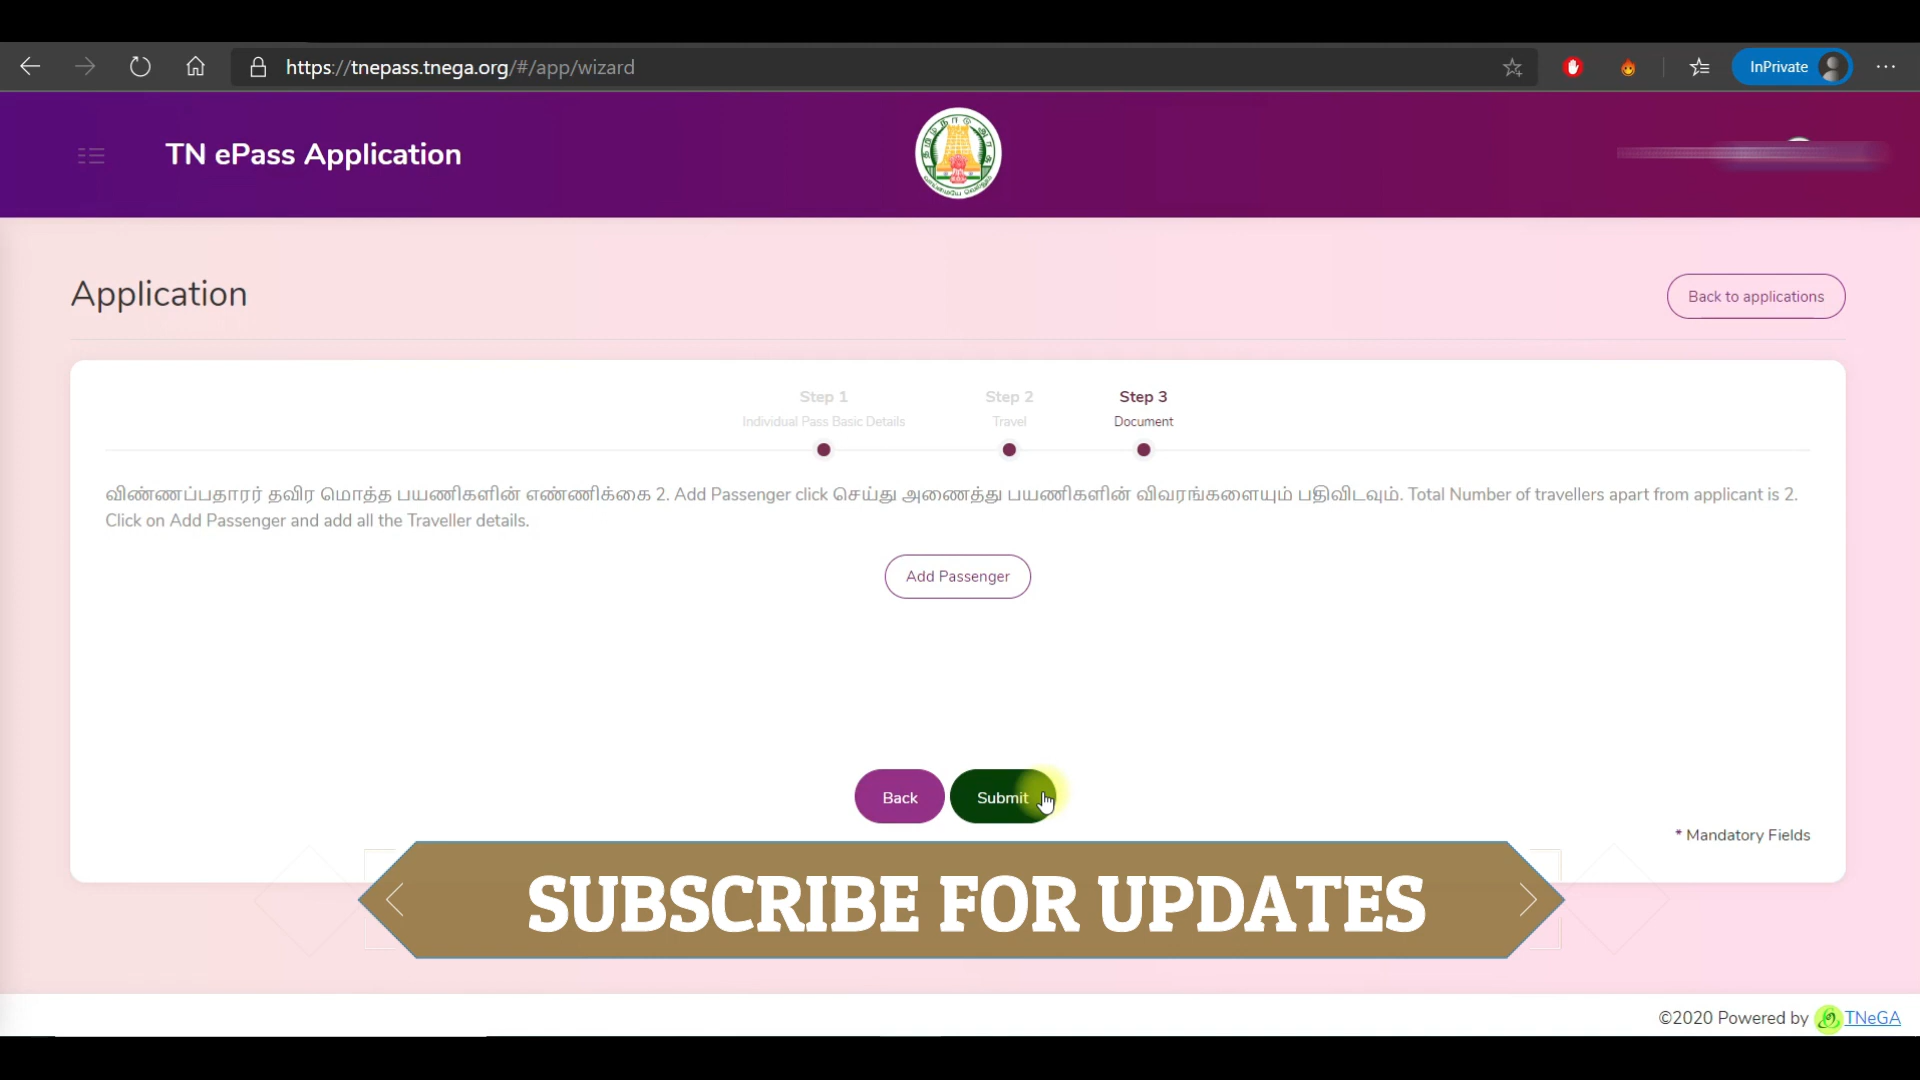 https://tnepass.tnega.org/#/app/wizard
InPrivate
TN ePass Application
Application
Back to applications
Step 1
Individual Pass Basic Details
Step 2
Travel
Step 3
Document
விண்ணப்பதாரர் தவிர மொத்த பயணிகளின் எண்ணிக்கை 2. Add Passenger click செய்து அணைத்து பயணிகளின் விவரங்களையும் பதிவிடவும். Total Number of travellers apart from applicant is 2.
Click on Add Passenger and add all the Traveller details.
Add Passenger
Back
Submit
* Mandatory Fields
SUBSCRIBE FOR UPDATES
©2020 Powered by TNeGA